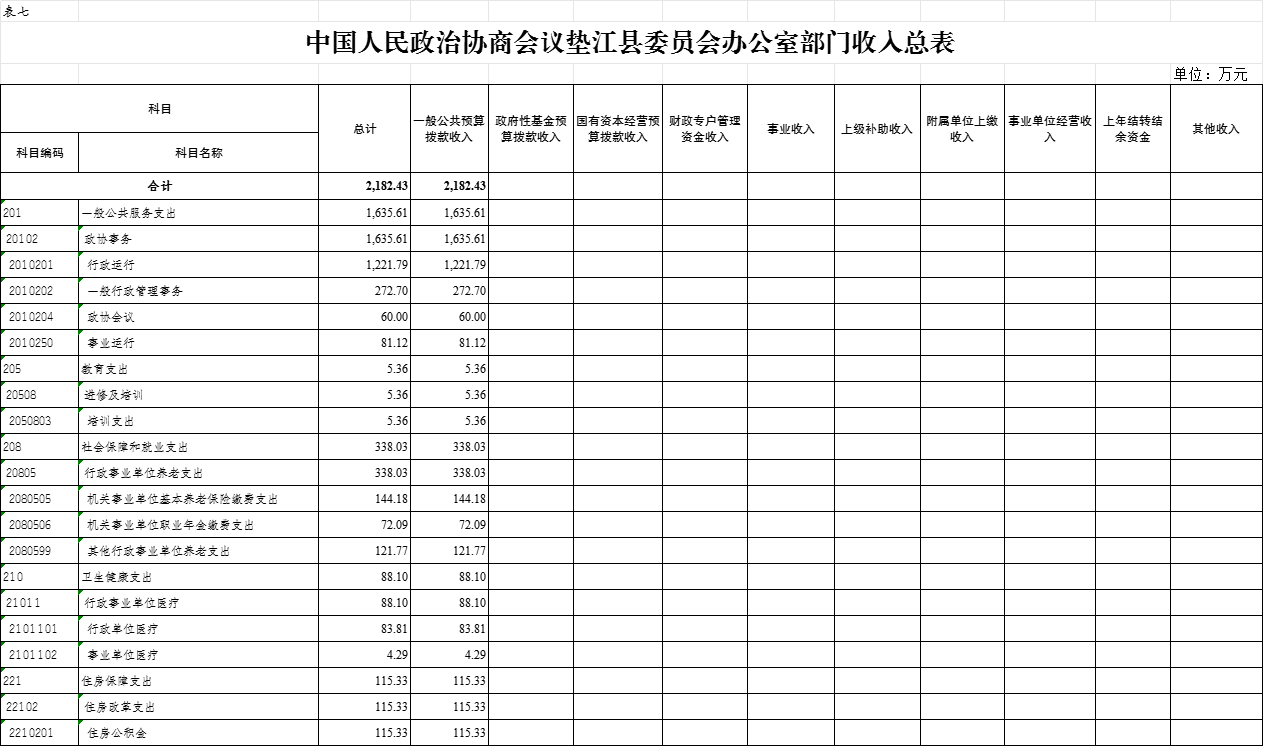 表七
中国人民政治协商会议垫江县委员会办公室部门收入总表
单位：万元
科目 总计 一般公共预算拨款收入 政府性基金预算拨款收入 国有资本经营预算拨款收入 财政专户管理资金收入 事业收入 上级补助收入 附属单位上缴收入 事业单位经营收入 上年结转结余资金 其他收入
科目编码 科目名称
合计 2,182.43 2,182.43
201 一般公共服务支出 1,635.61 1,635.61
20102 政协事务 1,635.61 1,635.61
2010201 行政运行 1,221.79 1,221.79
2010202 一般行政管理事务 272.70 272.70
2010204 政协会议 60.00 60.00
2010250 事业运行 81.12 81.12
205 教育支出 5.36 5.36
20508 进修及培训 5.36 5.36
2050803 培训支出 5.36 5.36
208 社会保障和就业支出 338.03 338.03
20805 行政事业单位养老支出 338.03 338.03
2080505 机关事业单位基本养老保险缴费支出 144.18 144.18
2080506 机关事业单位职业年金缴费支出 72.09 72.09
2080599 其他行政事业单位养老支出 121.77 121.77
210 卫生健康支出 88.10 88.10
21011 行政事业单位医疗 88.10 88.10
2101101 行政单位医疗 83.81 83.81
2101102 事业单位医疗 4.29 4.29
221 住房保障支出 115.33 115.33
22102 住房改革支出 115.33 115.33
2210201 住房公积金 115.33 115.33